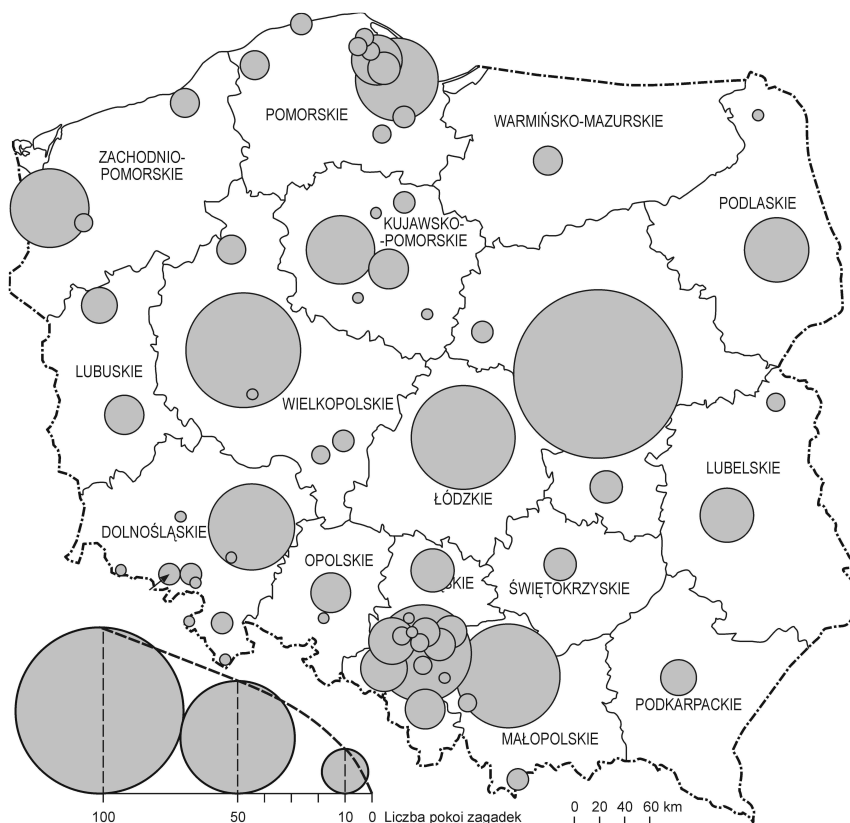 POMORSKIE
WARMIŃSKO-MAZURSKIE
ZACHODNIO-
POMORSKIE
PODLASKIE
KUJAWSKO-
-POMORSKIE
LUBUSKIE
WIELKOPOLSKIE
ŁÓDZKIE
LUBELSKIE
DOLNOŚLĄSKIE
OPOLSKIE
ŚWIĘTOKRZYSKIE
PODKARPACKIE
MAŁOPOLSKIE
100 50 10 0 Liczba pokoi zagadek
0 20 40 60 km